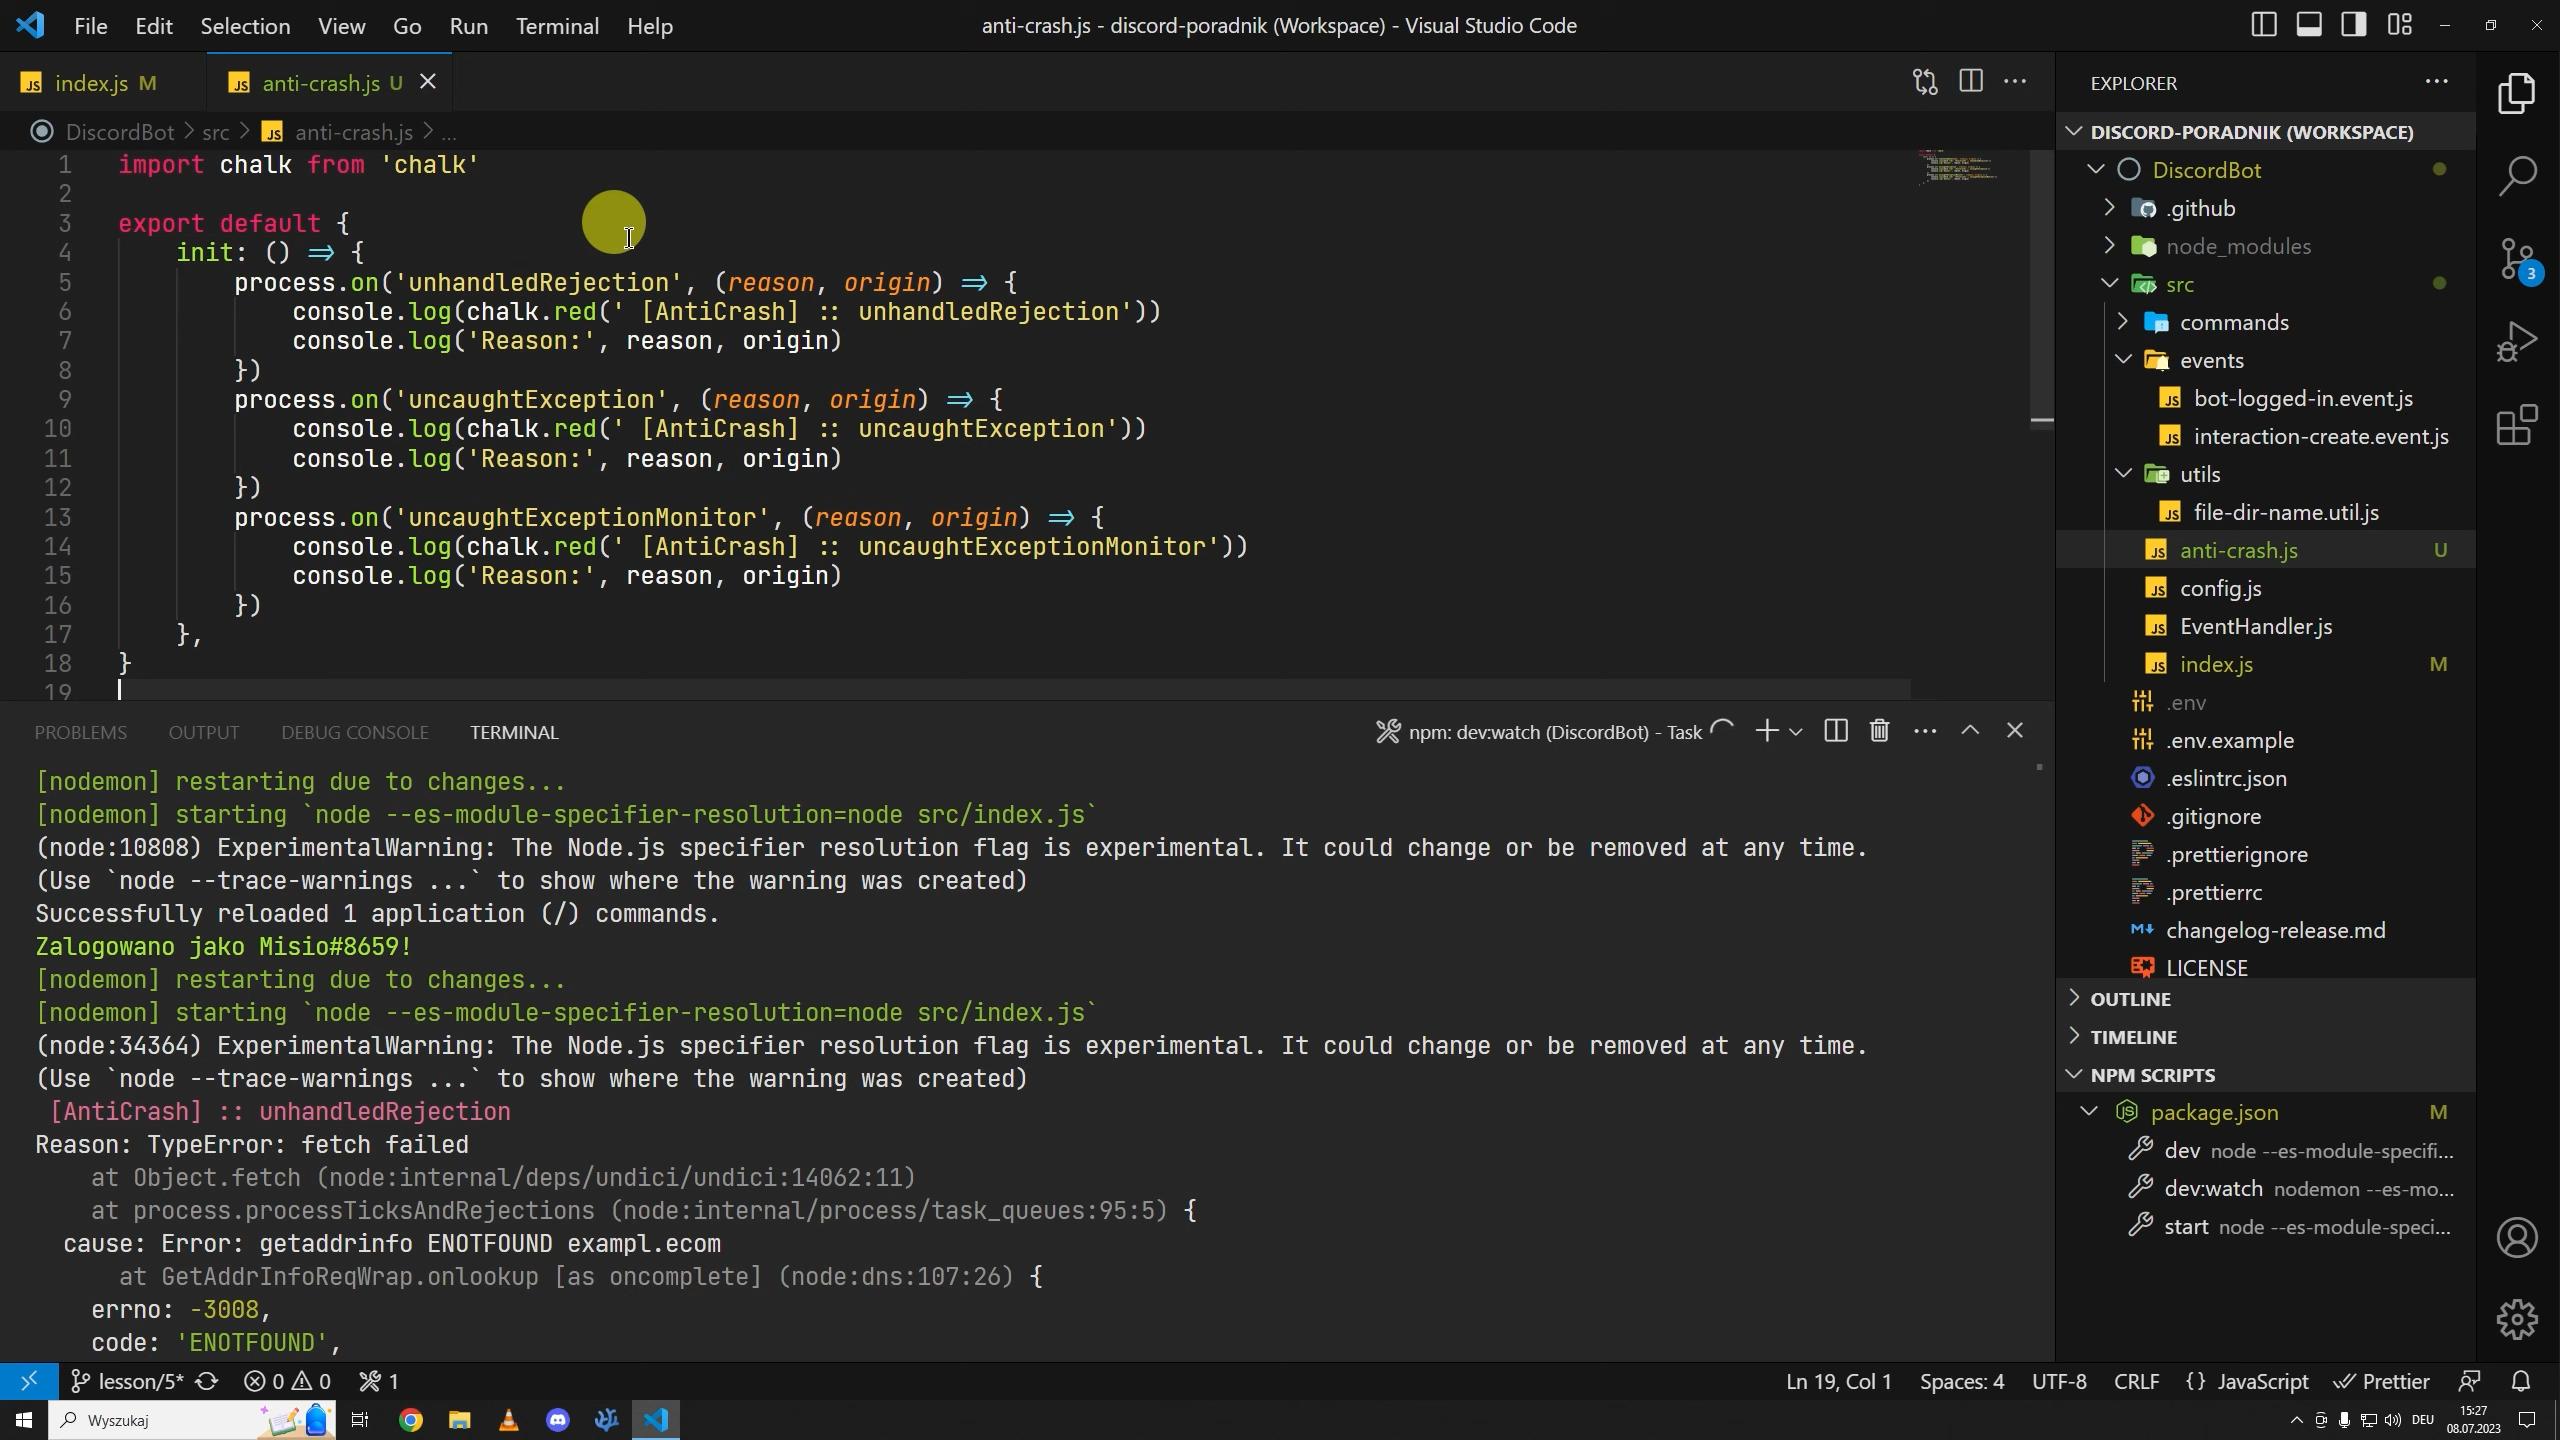 File Edit Selection View Go Run Terminal Help
anti-crash.js - discord-poradnik (Workspace) - Visual Studio Code
index.js M
anti-crash.js U
DiscordBot > src > anti-crash.js > ...
1 import chalk from 'chalk'
2
3 export default {
4 init: () => {
5 process.on('unhandledRejection', (reason, origin) => {
6 console.log(chalk.red(' [AntiCrash] :: unhandledRejection'))
7 console.log('Reason:', reason, origin)
8 })
9 process.on('uncaughtException', (reason, origin) => {
10 console.log(chalk.red(' [AntiCrash] :: uncaughtException'))
11 console.log('Reason:', reason, origin)
12 })
13 process.on('uncaughtExceptionMonitor', (reason, origin) => {
14 console.log(chalk.red(' [AntiCrash] :: uncaughtExceptionMonitor'))
15 console.log('Reason:', reason, origin)
16 })
17 },
18 }
19
PROBLEMS OUTPUT DEBUG CONSOLE TERMINAL
npm: dev:watch (DiscordBot) - Task
[nodemon] restarting due to changes...
[nodemon] starting `node --es-module-specifier-resolution=node src/index.js`
(node:10808) ExperimentalWarning: The Node.js specifier resolution flag is experimental. It could change or be removed at any time.
(Use `node --trace-warnings ...` to show where the warning was created)
Successfully reloaded 1 application (/) commands.
Zalogowano jako Misio#8659!
[nodemon] restarting due to changes...
[nodemon] starting `node --es-module-specifier-resolution=node src/index.js`
(node:34364) ExperimentalWarning: The Node.js specifier resolution flag is experimental. It could change or be removed at any time.
(Use `node --trace-warnings ...` to show where the warning was created)
[AntiCrash] :: unhandledRejection
Reason: TypeError: fetch failed
at Object.fetch (node:internal/deps/undici/undici:14062:11)
at process.processTicksAndRejections (node:internal/process/task_queues:95:5) {
cause: Error: getaddrinfo ENOTFOUND exampl.ecom
at GetAddrInfoReqWrap.onlookup [as oncomplete] (node:dns:107:26) {
errno: -3008,
code: 'ENOTFOUND',
EXPLORER
DISCORD-PORADNIK (WORKSPACE)
DiscordBot
.github
node_modules
src
commands
events
bot-logged-in.event.js
interaction-create.event.js
utils
file-dir-name.util.js
anti-crash.js U
config.js
EventHandler.js
index.js M
.env
.env.example
.eslintrc.json
.gitignore
.prettierignore
.prettierrc
changelog-release.md
LICENSE
OUTLINE
TIMELINE
NPM SCRIPTS
package.json M
dev node --es-module-specifi...
dev:watch nodemon --es-mo...
start node --es-module-speci...
3
lesson/5* 0 0 1
Ln 19, Col 1 Spaces: 4 UTF-8 CRLF {} JavaScript Prettier
Wyszukaj
DEU
15:27
08.07.2023